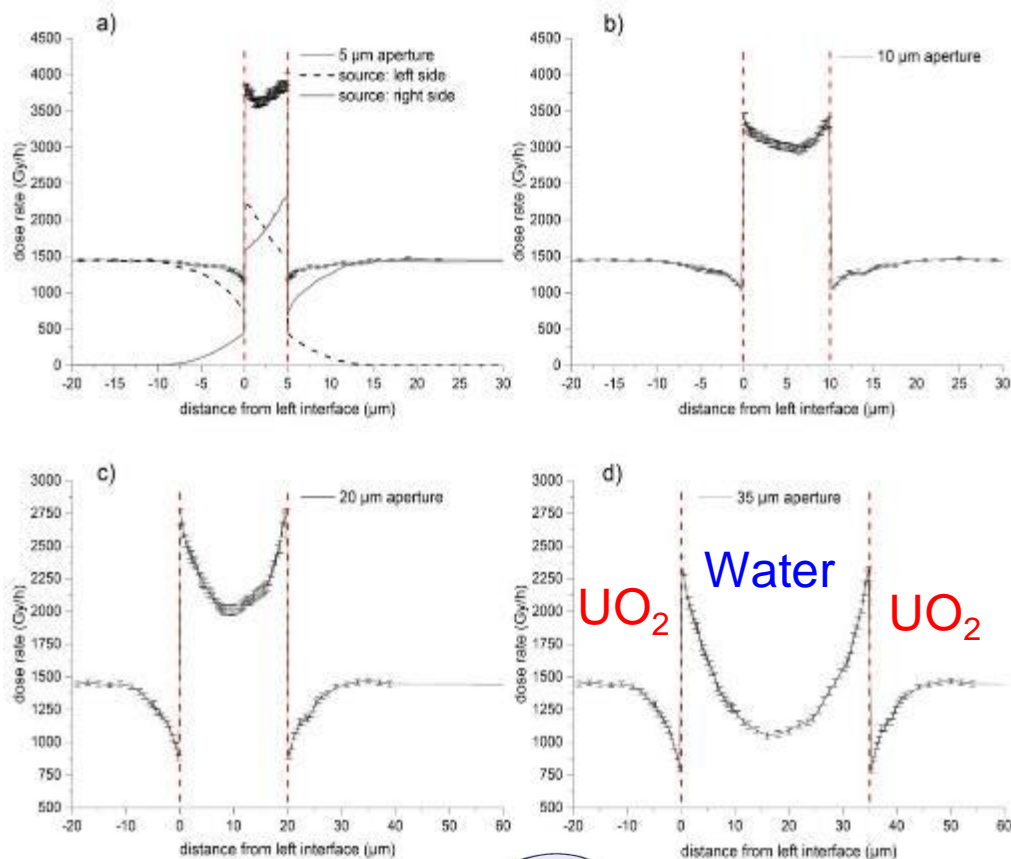 a)
5 µm aperture
source: left side
source: right side
dose rate (Gy/h)
4500
4000
3500
3000
2500
2000
1500
1000
500
0
-20 -15 -10 -5 0 5 10 15 20 25 30
distance from left interface (µm)
b)
10 µm aperture
dose rate (Gy/h)
4500
4000
3500
3000
2500
2000
1500
1000
500
0
-20 -15 -10 -5 0 5 10 15 20 25 30
distance from left interface (µm)
c)
20 µm aperture
dose rate (Gy/h)
3000
2750
2500
2250
2000
1750
1500
1250
1000
750
500
-20 -10 0 10 20 30 40 50 60
distance from left interface (µm)
d)
35 µm aperture
Water
UO₂ UO₂
dose rate (Gy/h)
3000
2750
2500
2250
2000
1750
1500
1250
1000
750
500
-20 -10 0 10 20 30 40 50 60
distance from left interface (µm)